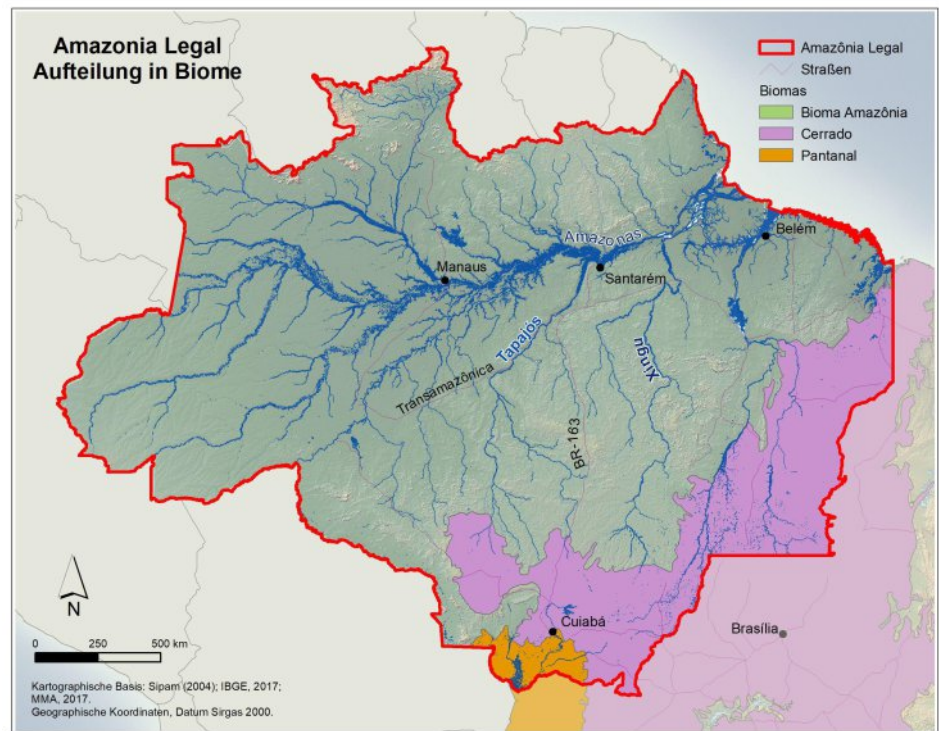 Amazonia Legal
Aufteilung in Biome
Amazônia Legal
Straßen
Biomas
Bioma Amazônia
Cerrado
Pantanal
Amazonas
Belém
Manaus
Santarém
Tapajós
Xingu
Transamazônica
BR-163
Cuiabá
Brasília
N
0 250 500 km
Kartographische Basis: Sipam (2004); IBGE, 2017;
MMA, 2017.
Geographische Koordinaten, Datum Sirgas 2000.